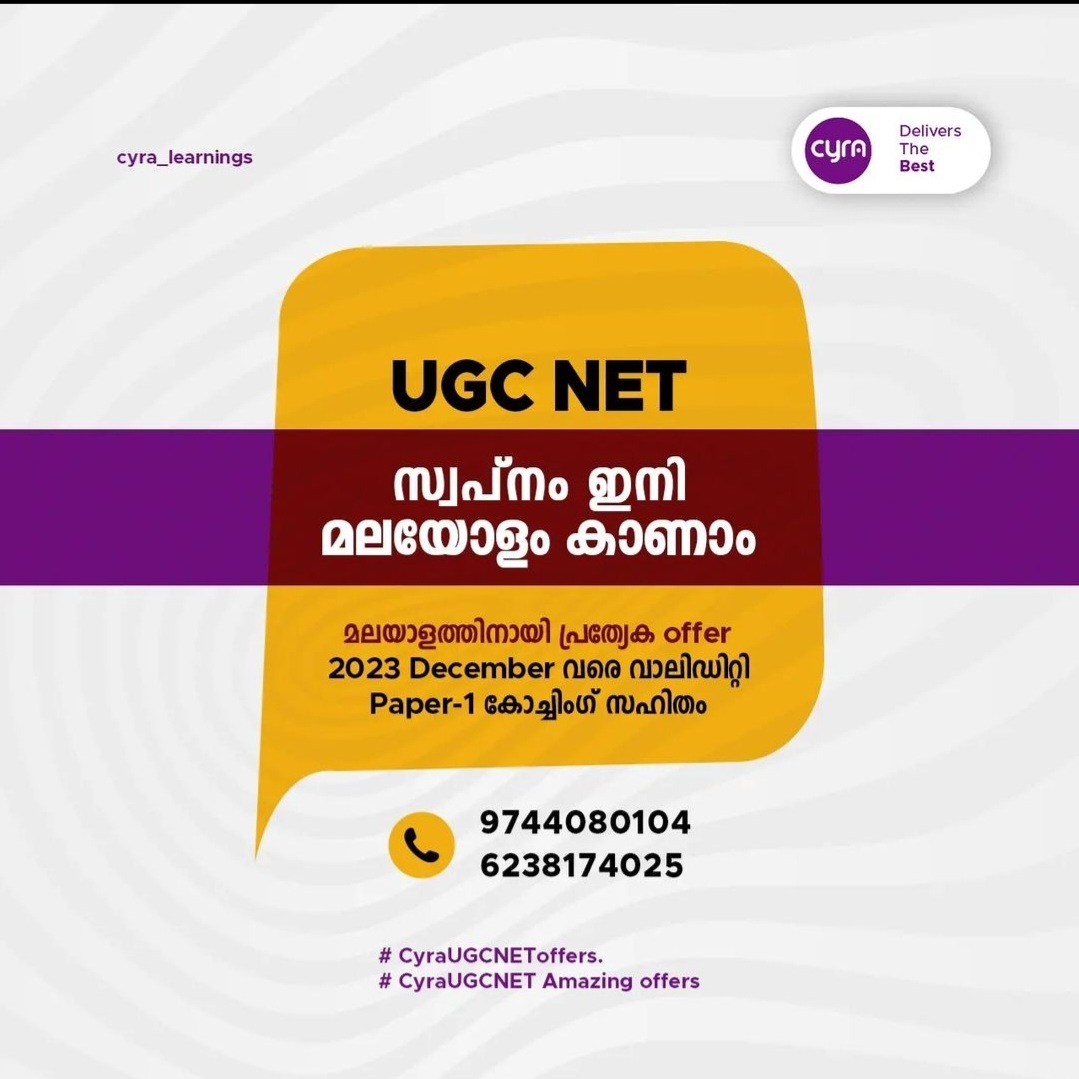 cyra_learnings
cyra
Delivers
The
Best
UGC NET
സ്വപ്നം ഇനി
മലയോളം കാണാം
മലയാളത്തിനായി പ്രത്യേക offer
2023 December വരെ വാലിഡിറ്റി
Paper-1 കോച്ചിംഗ് സഹിതം
9744080104
6238174025
# CyraUGCNEToffers.
# CyraUGCNET Amazing offers